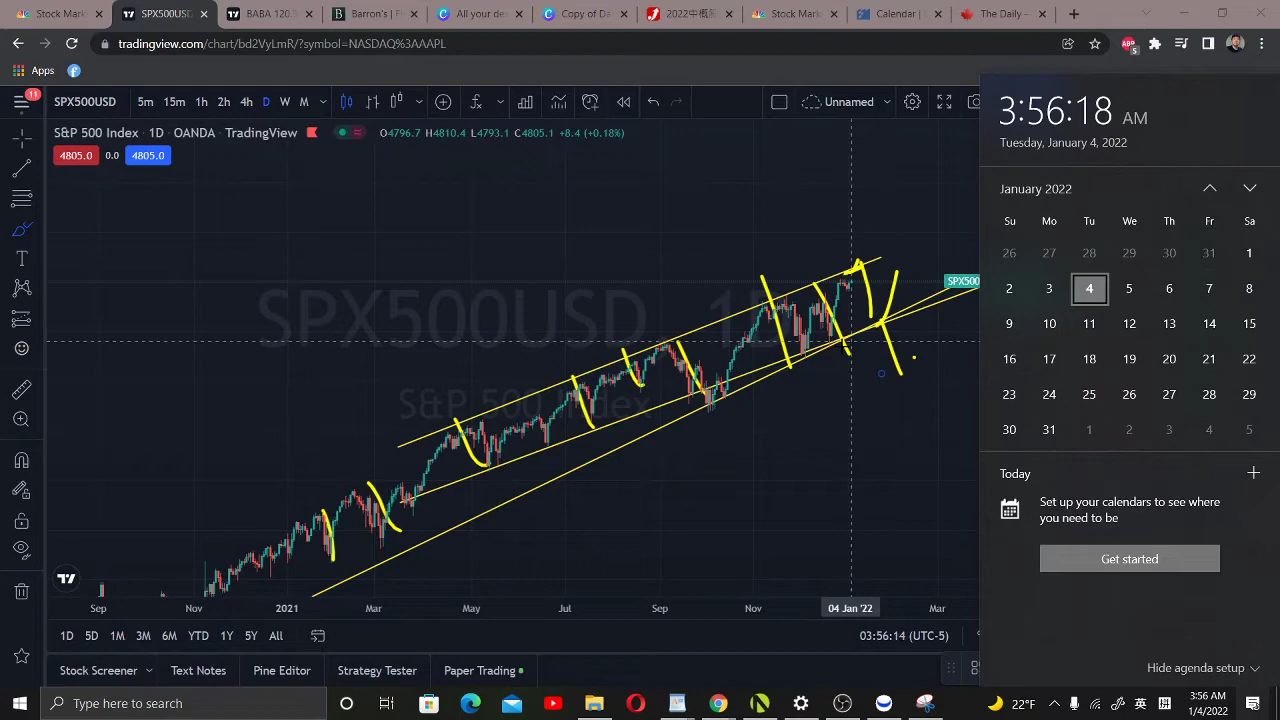 Stock Mark
SPX500USD
BABA 120.3
Barron's | Fi
All your des
Copy of Da
2022中概
Stock Mark
Calendar | L
The Daily –
tradingview.com/chart/bd2VyLmR/?symbol=NASDAQ%3AAAPL
ABP
5
Apps
11
SPX500USD
5m 15m 1h 2h 4h D W M
Unnamed
S&P 500 Index • 1D • OANDA • TradingView
O4796.7 H4810.4 L4793.1 C4805.1 +8.4 (+0.18%)
4805.0 0.0 4805.0
SPX500USD 1D
S&P 500 Index
SPX500
Sep Nov 2021 Mar May Jul Sep Nov 04 Jan '22 Mar
1D 5D 1M 3M 6M YTD 1Y 5Y All
03:56:14 (UTC-5)
Stock Screener
Text Notes
Pine Editor
Strategy Tester
Paper Trading
3:56:18 AM
Tuesday, January 4, 2022
January 2022
Su Mo Tu We Th Fr Sa
26 27 28 29 30 31 1
2 3 4 5 6 7 8
9 10 11 12 13 14 15
16 17 18 19 20 21 22
23 24 25 26 27 28 29
30 31 1 2 3 4 5
Today
Set up your calendars to see where
you need to be
Get started
Hide agenda setup
Type here to search
22°F
英
3:56 AM
1/4/2022